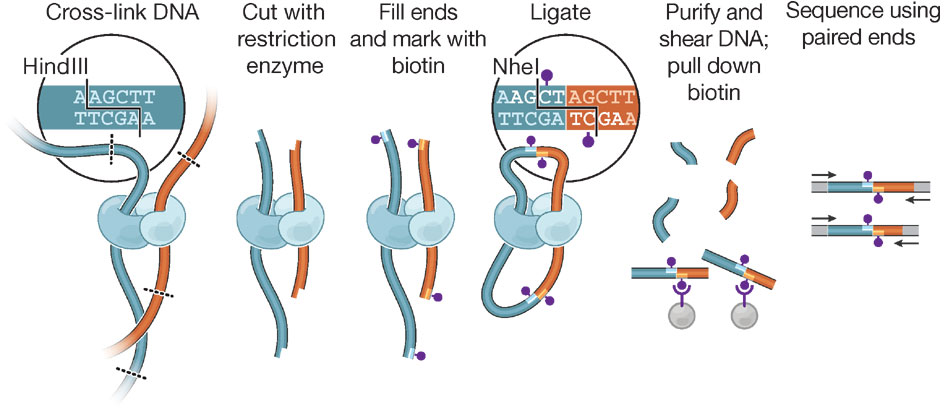 Cross-link DNA
HindIII
AAGCTT
TTCGAA
Cut with
restriction
enzyme
Fill ends
and mark with
biotin
Ligate
NheI
AAGCTAGCTT
TTCGATCGAA
Purify and
shear DNA;
pull down
biotin
Sequence using
paired ends